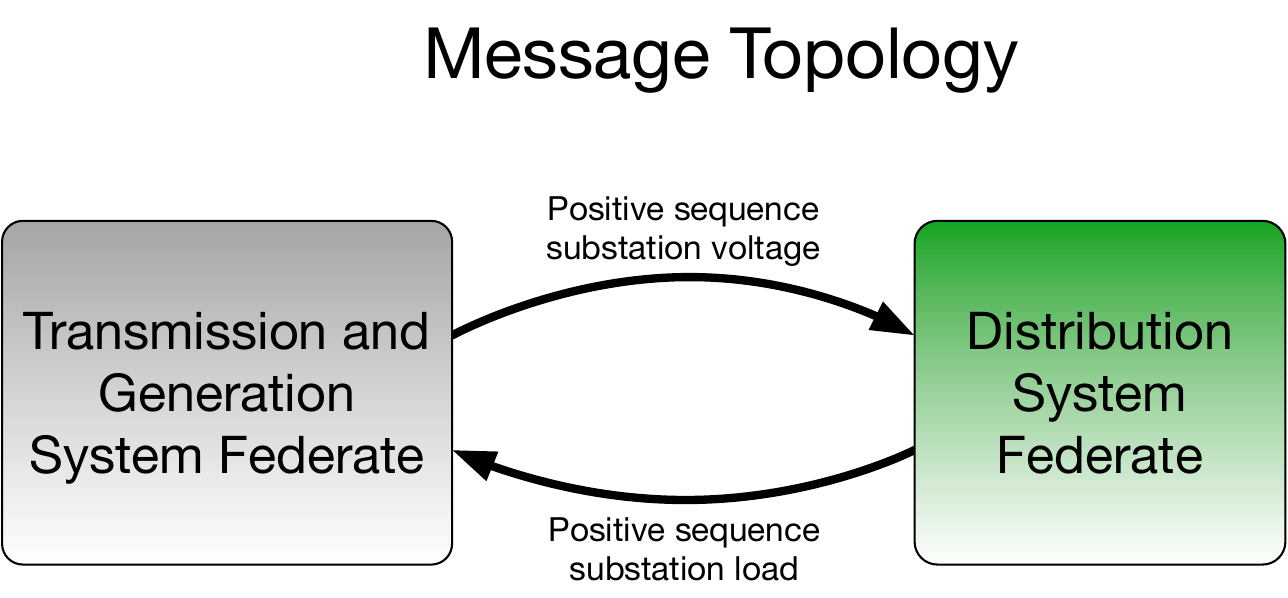 Message Topology
Positive sequence
substation voltage
Transmission and
Generation
System Federate
Distribution
System
Federate
Positive sequence
substation load